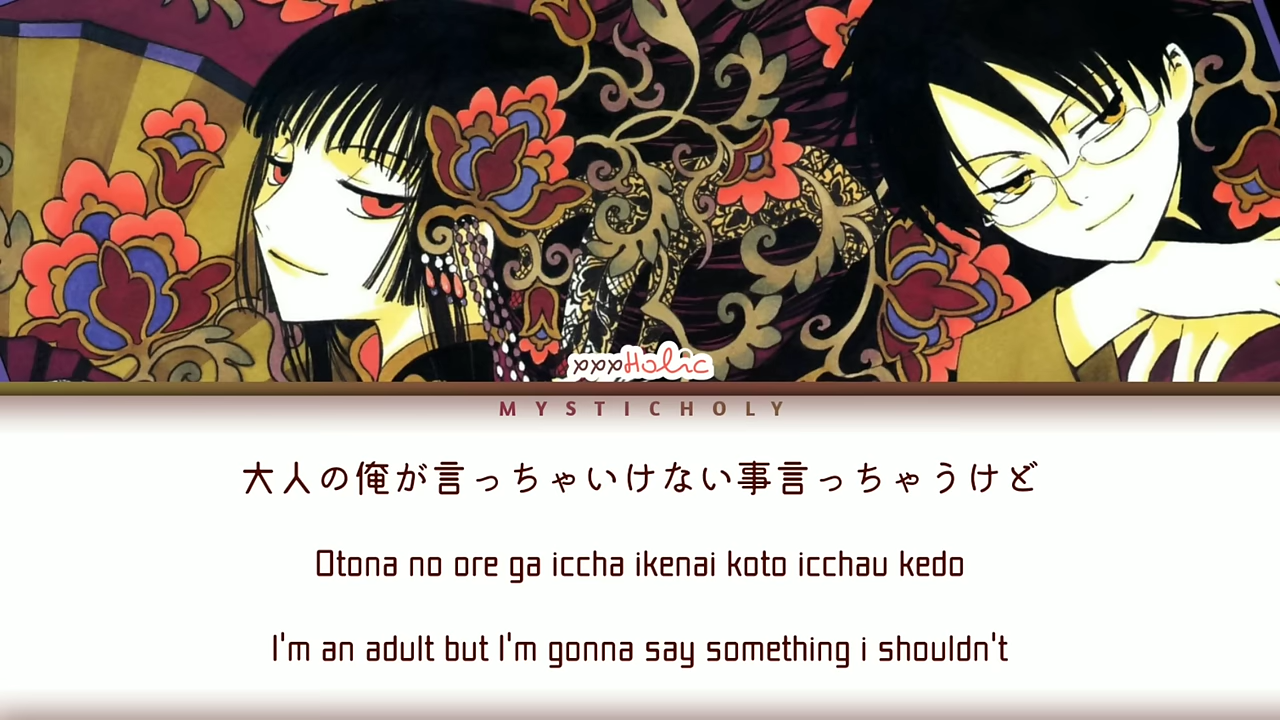 xxxHolic
MYSTICHOLY
大人の俺が言っちゃいけない事言っちゃうけど
Otona no ore ga iccha ikenai koto icchau kedo
I'm an adult but I'm gonna say something i shouldn't